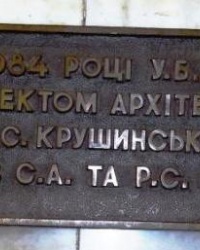 984 РОЦІ У.Б.
ЕКТОМ АРХІТЕ
С. КРУШИНСЬК
С.А. ТА Р.С.